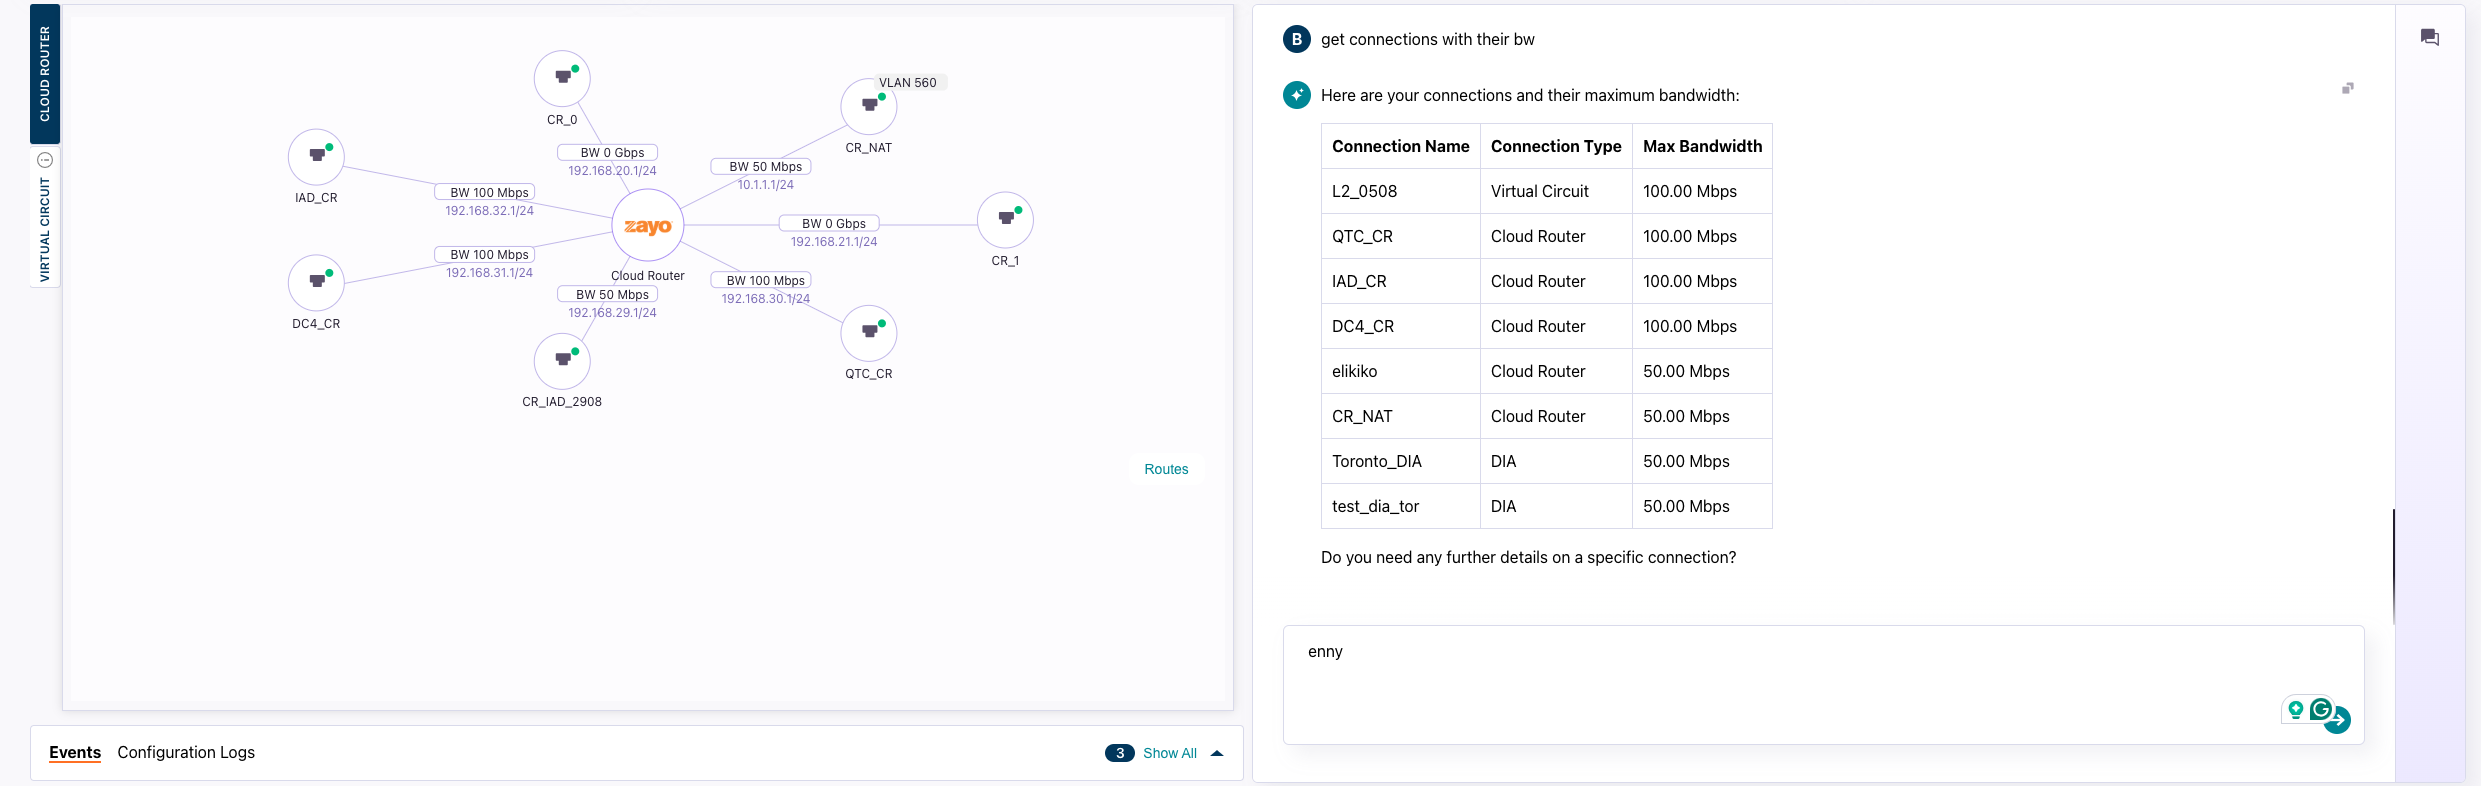 CLOUD ROUTER
VIRTUAL CIRCUIT
CR_0
VLAN 560
CR_NAT
IAD_CR
BW 0 Gbps
192.168.20.1/24
BW 50 Mbps
10.1.1.1/24
BW 100 Mbps
192.168.32.1/24
zayo
Cloud Router
BW 0 Gbps
192.168.21.1/24
CR_1
BW 100 Mbps
192.168.31.1/24
DC4_CR
BW 50 Mbps
192.168.29.1/24
BW 100 Mbps
192.168.30.1/24
QTC_CR
CR_IAD_2908
Routes
Events Configuration Logs
3 Show All
B get connections with their bw
Here are your connections and their maximum bandwidth:
Connection Name Connection Type Max Bandwidth
L2_0508 Virtual Circuit 100.00 Mbps
QTC_CR Cloud Router 100.00 Mbps
IAD_CR Cloud Router 100.00 Mbps
DC4_CR Cloud Router 100.00 Mbps
elikiko Cloud Router 50.00 Mbps
CR_NAT Cloud Router 50.00 Mbps
Toronto_DIA DIA 50.00 Mbps
test_dia_tor DIA 50.00 Mbps
Do you need any further details on a specific connection?
enny